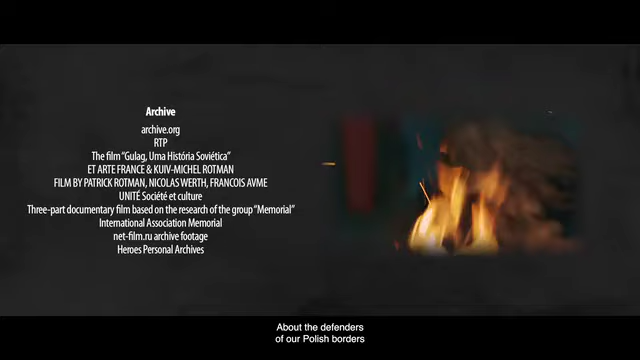 Archive
archive.org
RTP
The film “Gulag, Uma História Soviética”
ET ARTE FRANCE & KUIV-MICHEL ROTMAN
FILM BY PATRICK ROTMAN, NICOLAS WERTH, FRANCOIS AVME
UNITÉ Société et culture
Three-part documentary film based on the research of the group “Memorial”
International Association Memorial
net-film.ru archive footage
Heroes Personal Archives
About the defenders
of our Polish borders